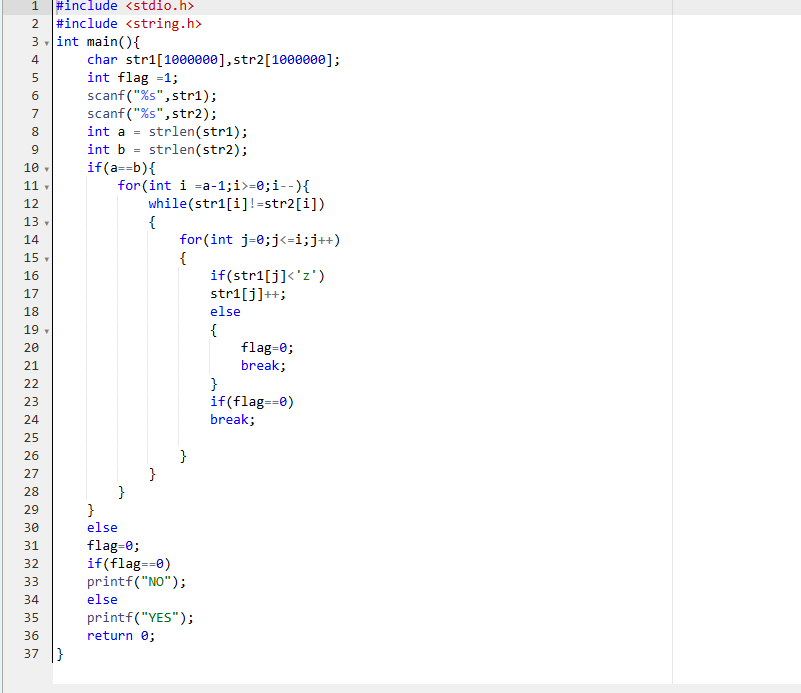 1 #include <stdio.h>
2 #include <string.h>
3 int main(){
4     char str1[1000000],str2[1000000];
5     int flag =1;
6     scanf("%s",str1);
7     scanf("%s",str2);
8     int a = strlen(str1);
9     int b = strlen(str2);
10     if(a==b){
11         for(int i =a-1;i>=0;i--){
12             while(str1[i]!=str2[i])
13             {
14                 for(int j=0;j<=i;j++)
15                 {
16                     if(str1[j]<'z')
17                     str1[j]++;
18                     else
19                     {
20                         flag=0;
21                         break;
22                     }
23                     if(flag==0)
24                     break;
25
26                 }
27             }
28         }
29     }
30     else
31     flag=0;
32     if(flag==0)
33     printf("NO");
34     else
35     printf("YES");
36     return 0;
37 }